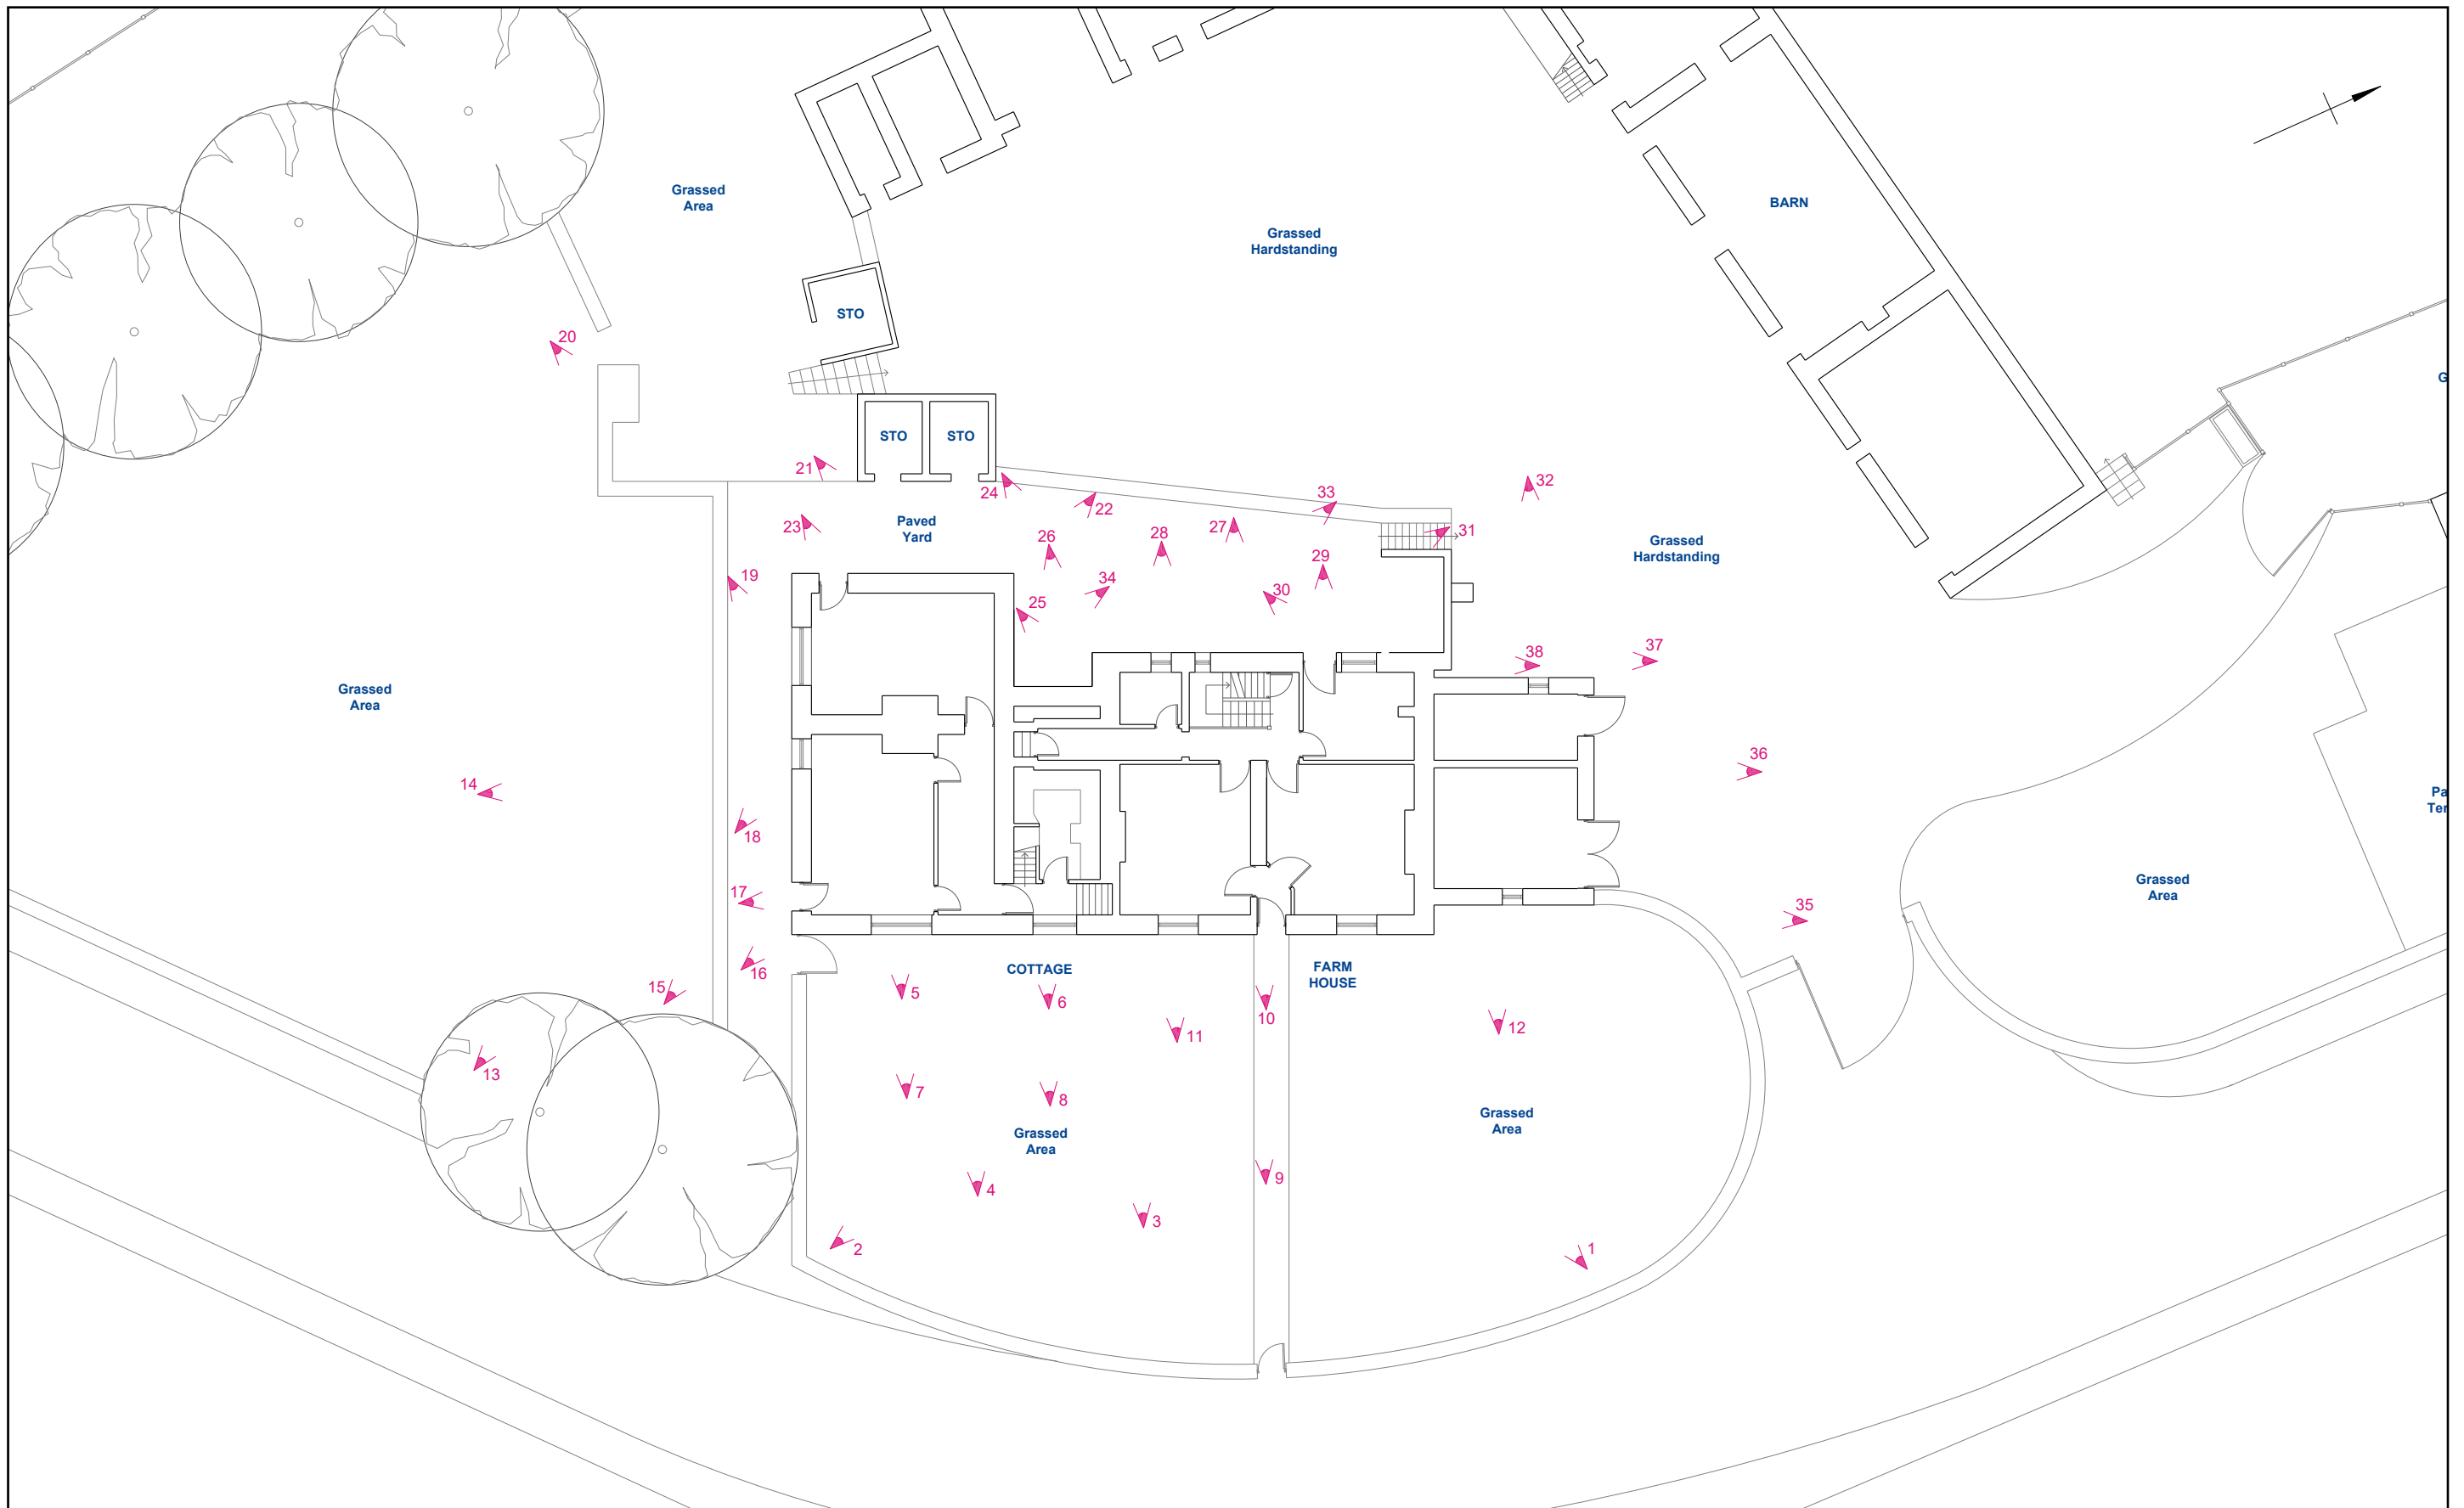 Grassed
Area
BARN
Grassed
Hardstanding
STO
20
G
STO
STO
21
24
32
33
22
23
Paved
Yard
27
31
26
28
Grassed
Hardstanding
29
19
34
30
25
38
37
Grassed
Area
36
14
Pa
Ter
18
Grassed
Area
17
35
COTTAGE
FARM
HOUSE
16
15
5
6
10
12
11
13
7
8
Grassed
Area
Grassed
Area
9
4
3
2
1